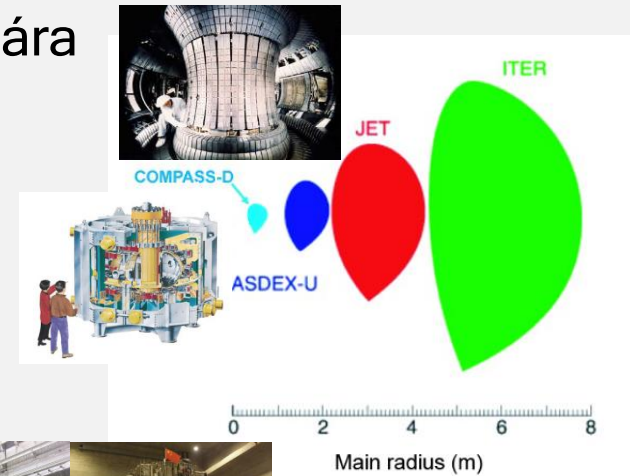 ára
ITER
JET
COMPASS-D
ASDEX-U
0 2 4 6 8
Main radius (m)